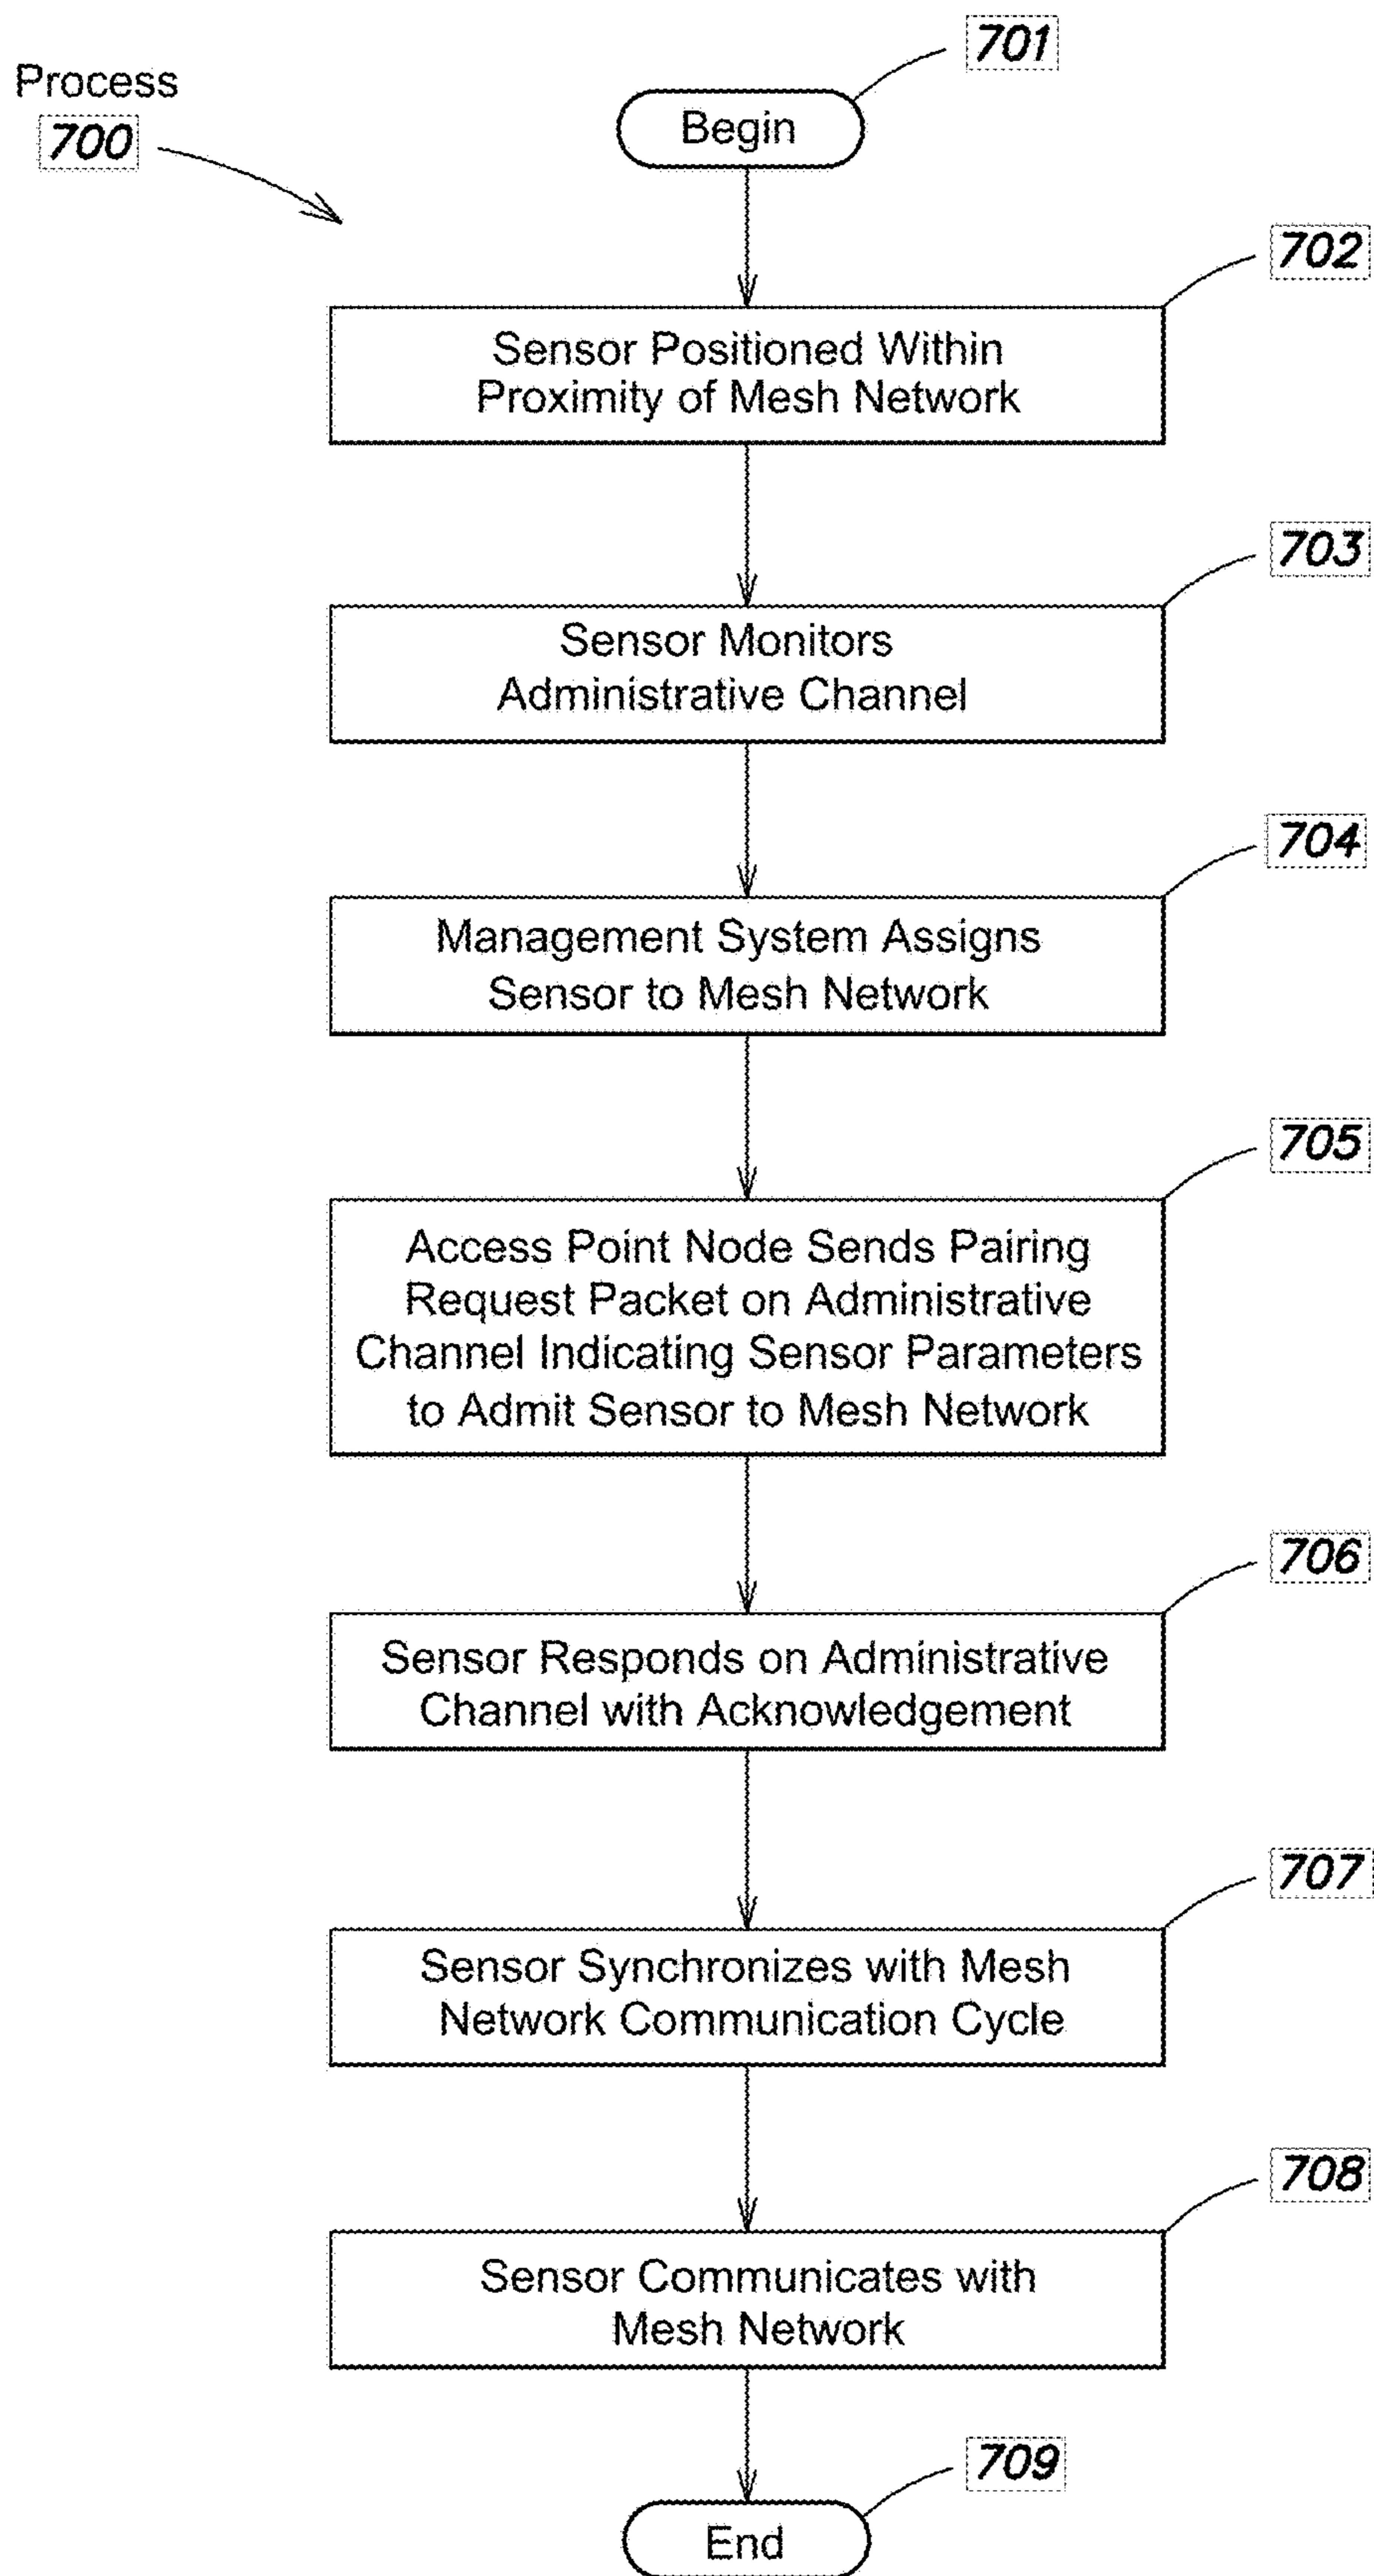 Process
700
701
Begin
702
Sensor Positioned Within
Proximity of Mesh Network
703
Sensor Monitors
Administrative Channel
704
Management System Assigns
Sensor to Mesh Network
705
Access Point Node Sends Pairing
Request Packet on Administrative
Channel Indicating Sensor Parameters
to Admit Sensor to Mesh Network
706
Sensor Responds on Administrative
Channel with Acknowledgement
707
Sensor Synchronizes with Mesh
Network Communication Cycle
708
Sensor Communicates with
Mesh Network
709
End